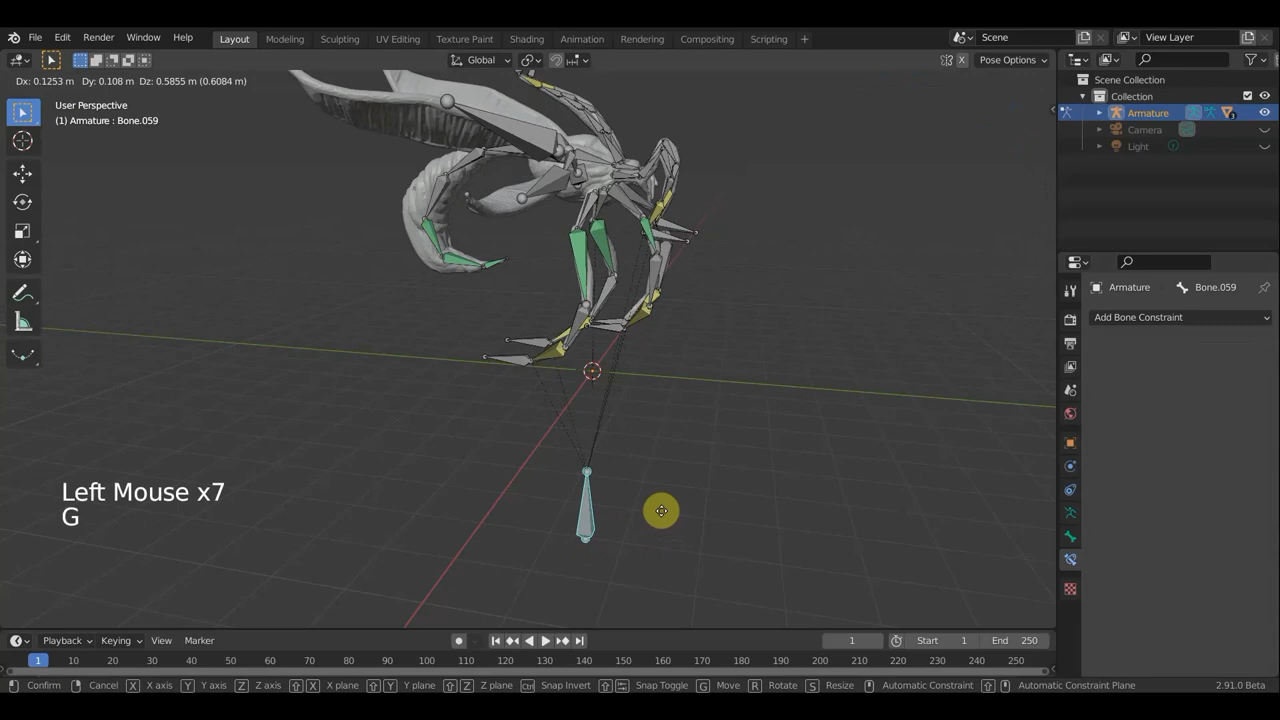 File Edit Render Window Help Layout Modeling Sculpting UV Editing Texture Paint Shading Animation Rendering Compositing Scripting + Scene View Layer
Global X Pose Options
Dx: 0.1253 m Dy: 0.108 m Dz: 0.5855 m (0.6084 m)
User Perspective
(1) Armature : Bone.059
Scene Collection
Collection
Armature 3
Camera
Light
Armature Bone.059
Add Bone Constraint
Left Mouse x7
G
Playback Keying View Marker 1 Start 1 End 250
1 10 20 30 40 50 60 70 80 90 100 110 120 130 140 150 160 170 180 190 200 210 220 230 240 250
Confirm Cancel X X axis Y Y axis Z Z axis X X plane Y Y plane Z Z plane Ctrl Snap Invert Snap Toggle G Move R Rotate S Resize Automatic Constraint Automatic Constraint Plane 2.91.0 Beta